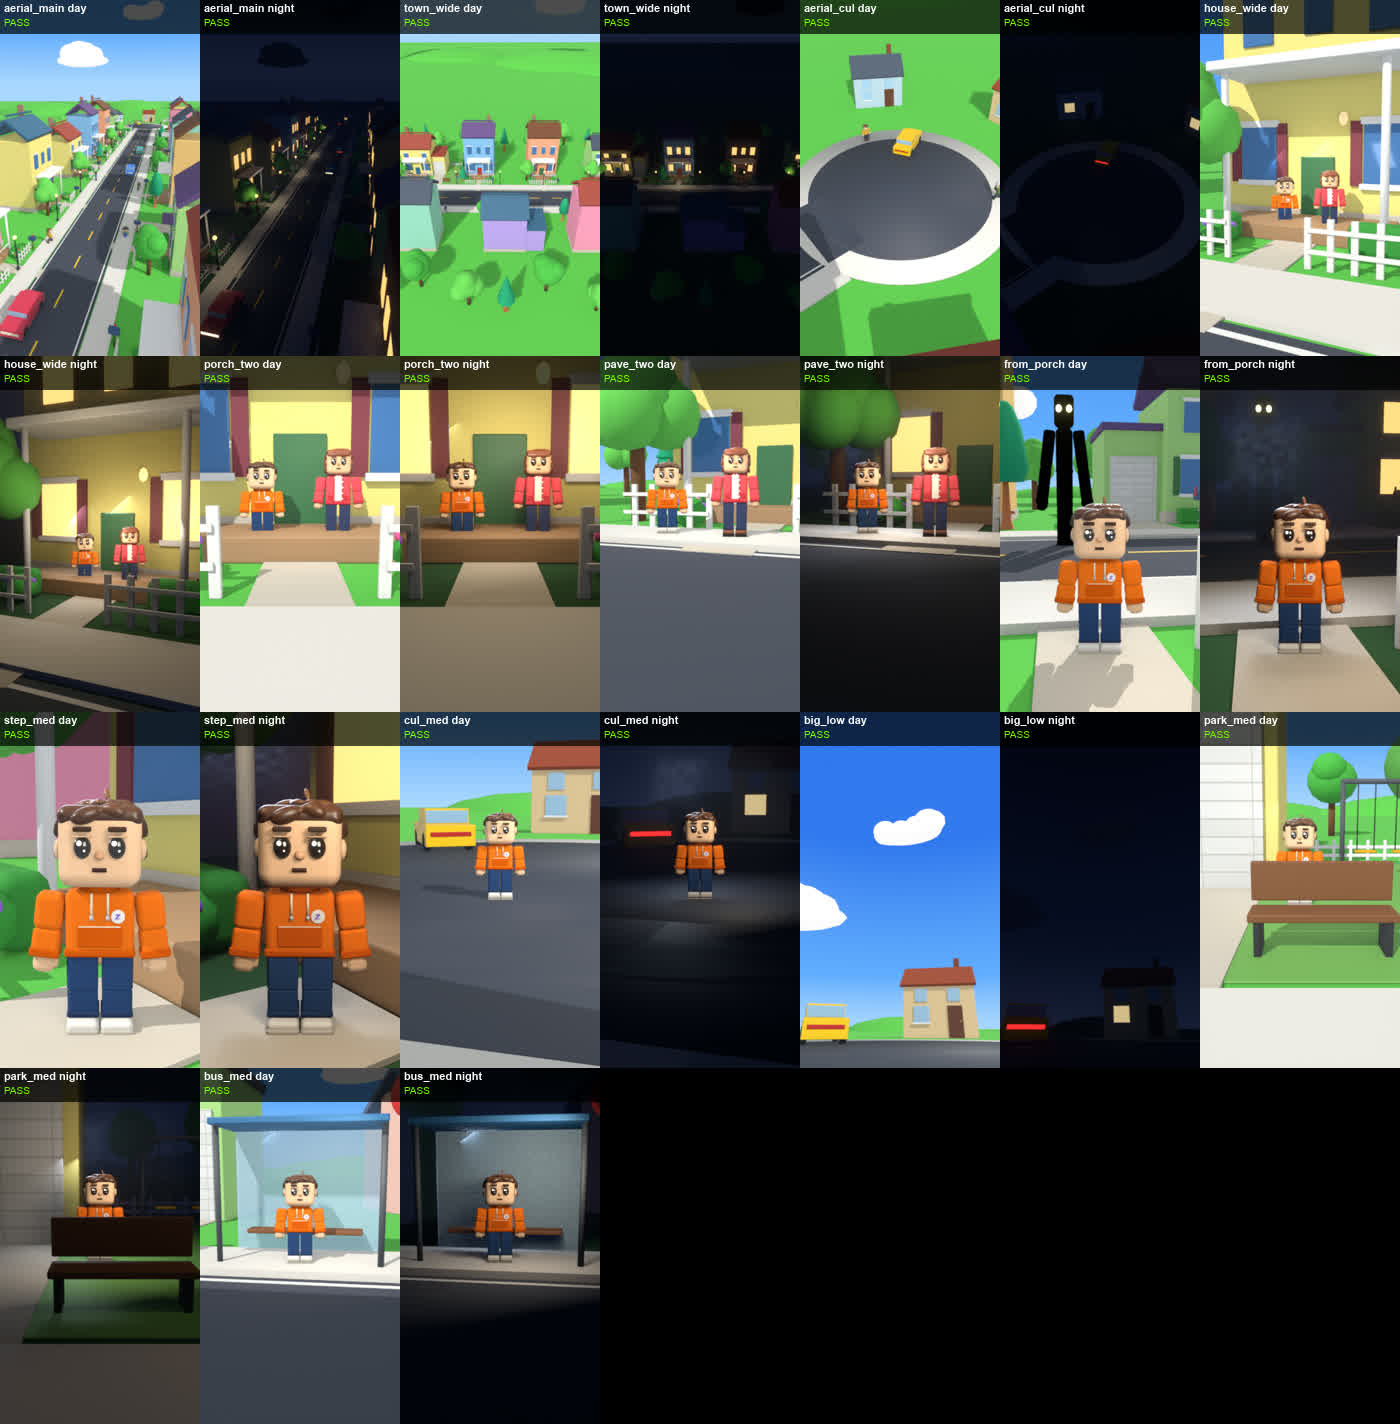 aerial_main day
PASS
aerial_main night
PASS
town_wide day
PASS
town_wide night
PASS
aerial_cul day
PASS
aerial_cul night
PASS
house_wide day
PASS
house_wide night
PASS
porch_two day
PASS
porch_two night
PASS
pave_two day
PASS
pave_two night
PASS
from_porch day
PASS
from_porch night
PASS
step_med day
PASS
step_med night
PASS
cul_med day
PASS
cul_med night
PASS
big_low day
PASS
big_low night
PASS
park_med day
PASS
park_med night
PASS
bus_med day
PASS
bus_med night
PASS